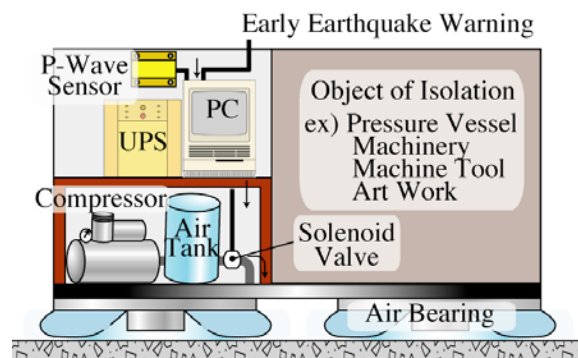 Early Earthquake Warning
P-Wave
Sensor
PC
UPS
Object of Isolation
ex) Pressure Vessel
Machinery
Machine Tool
Art Work
Compressor
Air
Tank
Solenoid
Valve
Air Bearing